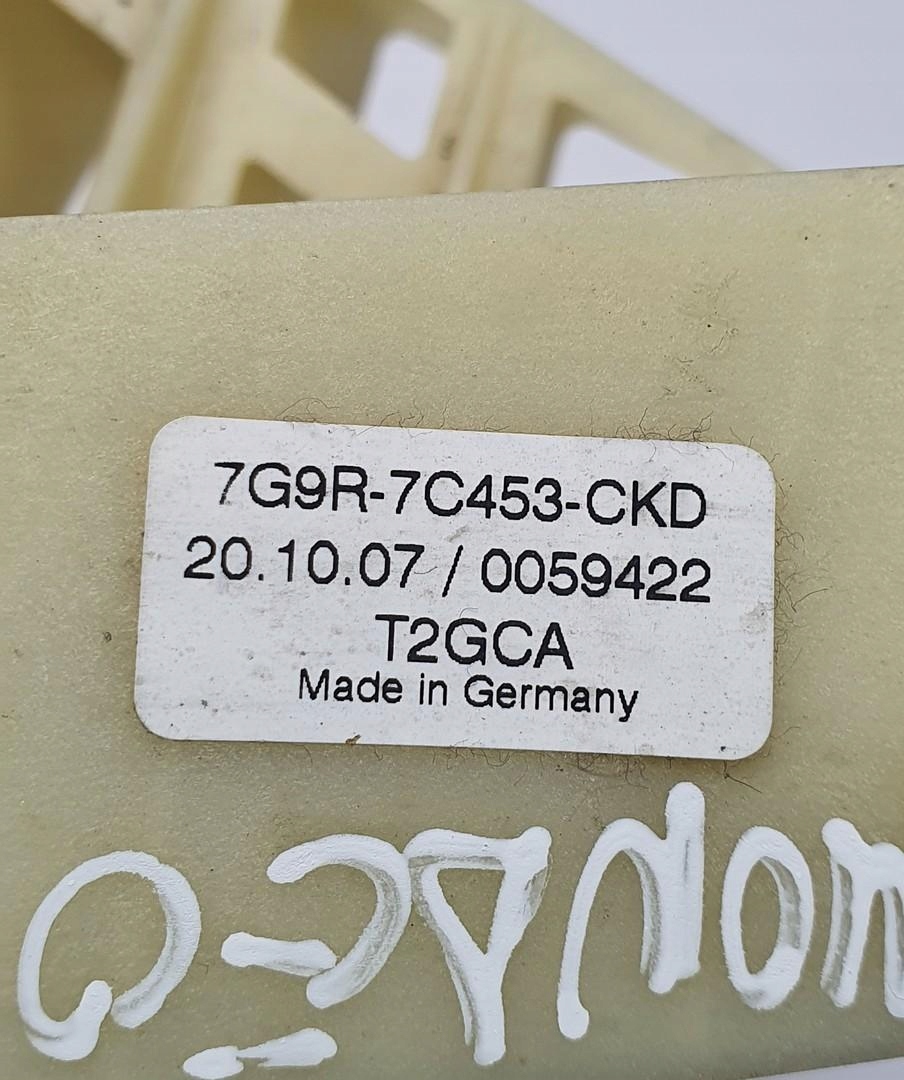 7G9R-7C453-CKD
20.10.07 / 0059422
T2GCA
Made in Germany